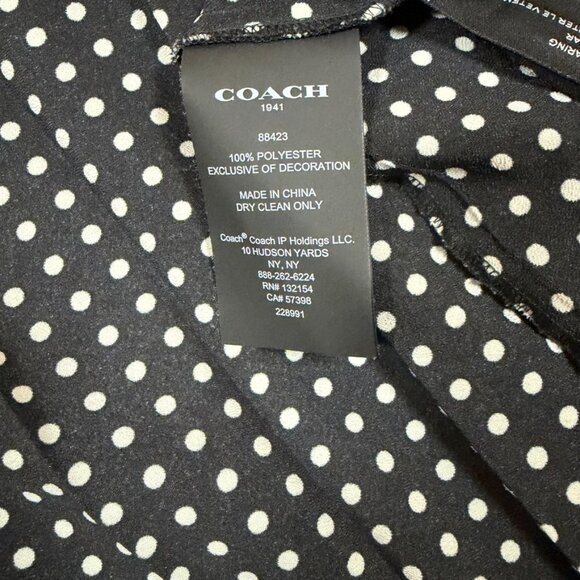 COACH
1941
88423
100% POLYESTER
EXCLUSIVE OF DECORATION
MADE IN CHINA
DRY CLEAN ONLY
Coach® Coach IP Holdings LLC.
10 HUDSON YARDS
NY, NY
888-262-6224
RN# 132154
CA# 57398
228991